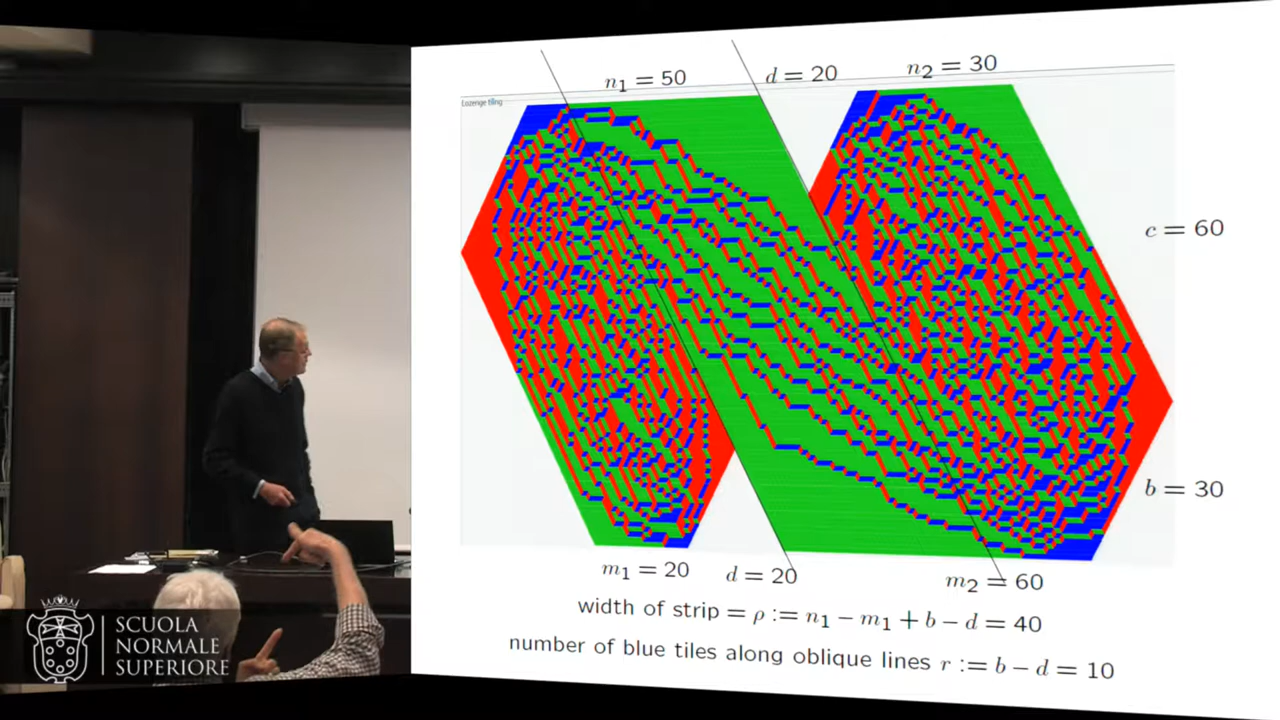 n₁ = 50
d = 20
n₂ = 30
Lozenge tiling
c = 60
b = 30
m₁ = 20
d = 20
m₂ = 60
width of strip = ρ := n₁ − m₁ + b − d = 40
number of blue tiles along oblique lines r := b − d = 10
SCUOLA
NORMALE
SUPERIORE